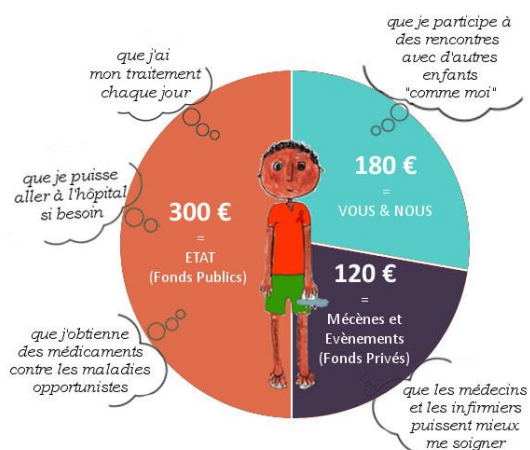 que j'ai
mon traitement
chaque jour
que je participe à
des rencontres
avec d'autres
enfants
"comme moi"
que je puisse
aller à l'hôpital
si besoin
300 €
=
ETAT
(Fonds Publics)
180 €
=
VOUS & NOUS
120 €
=
Mécènes et
Evènements
(Fonds Privés)
que j'obtienne
des médicaments
contre les maladies
opportunistes
que les médecins
et les infirmiers
puissent mieux
me soigner